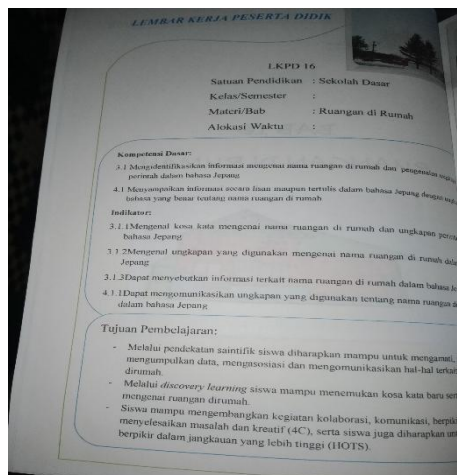 LEMBAR KERJA PESERTA DIDIK
LKPD 16
Satuan Pendidikan : Sekolah Dasar
Kelas/Semester :
Materi/Bab : Ruangan di Rumah
Alokasi Waktu :
Kompetensi Dasar:
3.1 Mengidentifikasikan informasi mengenai nama ruangan di rumah dan pengenalan
perintah dalam bahasa Jepang
4.1 Menyampaikan informasi secara lisan maupun tertulis dalam bahasa Jepang dengan
bahasa yang benar tentang nama ruangan di rumah
Indikator:
3.1.1Mengenal kosa kata mengenai nama ruangan di rumah dan ungkapan
bahasa Jepang
3.1.2Mengenal ungkapan yang digunakan mengenai nama ruangan di rumah
Jepang
3.1.3Dapat menyebutkan informasi terkait nama ruangan di rumah dalam bahasa
4.1.1Dapat mengomunikasikan ungkapan yang digunakan tentang nama ruangan
dalam bahasa Jepang
Tujuan Pembelajaran:
- Melalui pendekatan saintifik siswa diharapkan mampu untuk mengamati,
mengumpulkan data, mengasosiasi dan mengomunikasikan hal-hal terkait
dirumah.
- Melalui discovery learning siswa mampu menemukan kosa kata baru
mengenai ruangan dirumah.
- Siswa mampu mengembangkan kegiatan kolaborasi, komunikasi,
menyelesaikan masalah dan kreatif (4C), serta siswa juga diharapkan
berpikir dalam jangkauan yang lebih tinggi (HOTS).